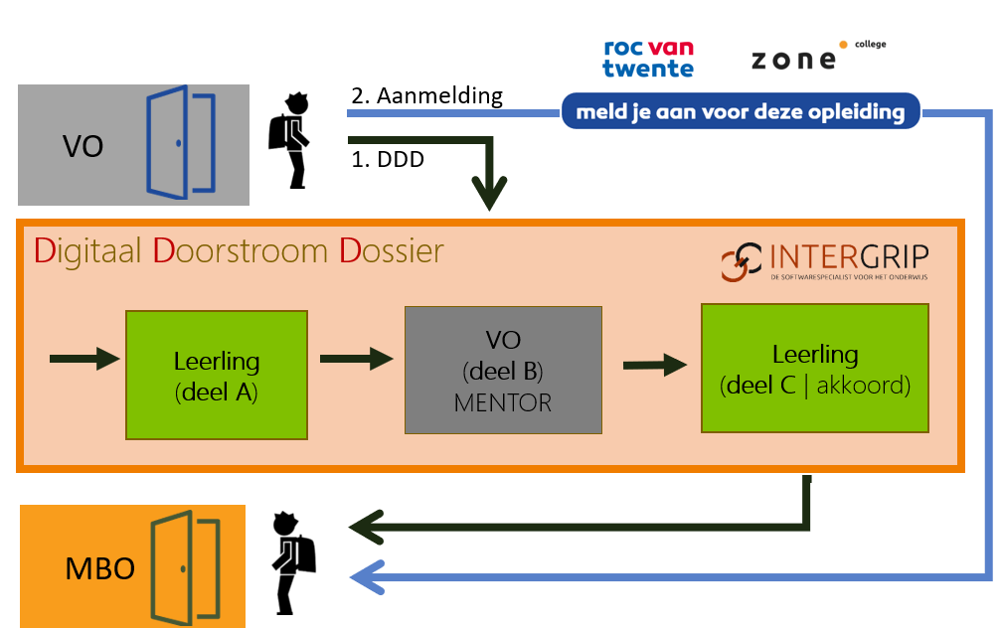 roc van
twente
zone college
VO
2. Aanmelding
meld je aan voor deze opleiding
1. DDD
Digitaal Doorstroom Dossier
INTERGRIP
DE SOFTWARESPECIALIST VOOR HET ONDERWIJS
Leerling
(deel A)
VO
(deel B)
MENTOR
Leerling
(deel C | akkoord)
MBO